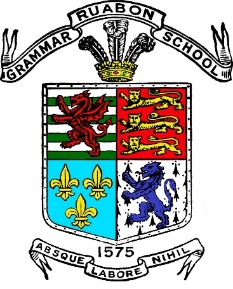 GRAMMAR RUABON SCHOOL
1575
ABSQUE LABORE NIHIL